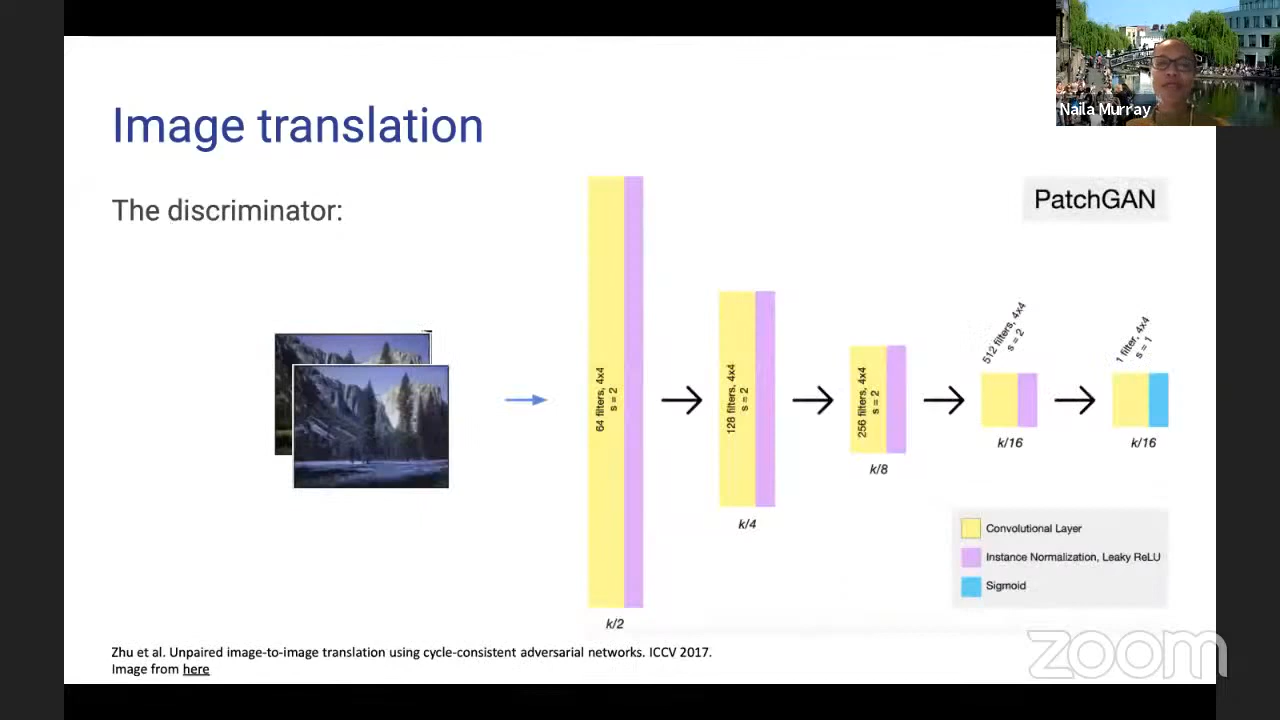 Naila Murray
Image translation
The discriminator:
PatchGAN
64 filters, 4x4
s = 2
k/2
128 filters, 4x4
s = 2
k/4
256 filters, 4x4
s = 2
k/8
512 filters, 4x4
s = 2
k/16
1 filter, 4x4
s = 1
k/16
Convolutional Layer
Instance Normalization, Leaky ReLU
Sigmoid
Zhu et al. Unpaired image-to-image translation using cycle-consistent adversarial networks. ICCV 2017.
Image from here
zoom